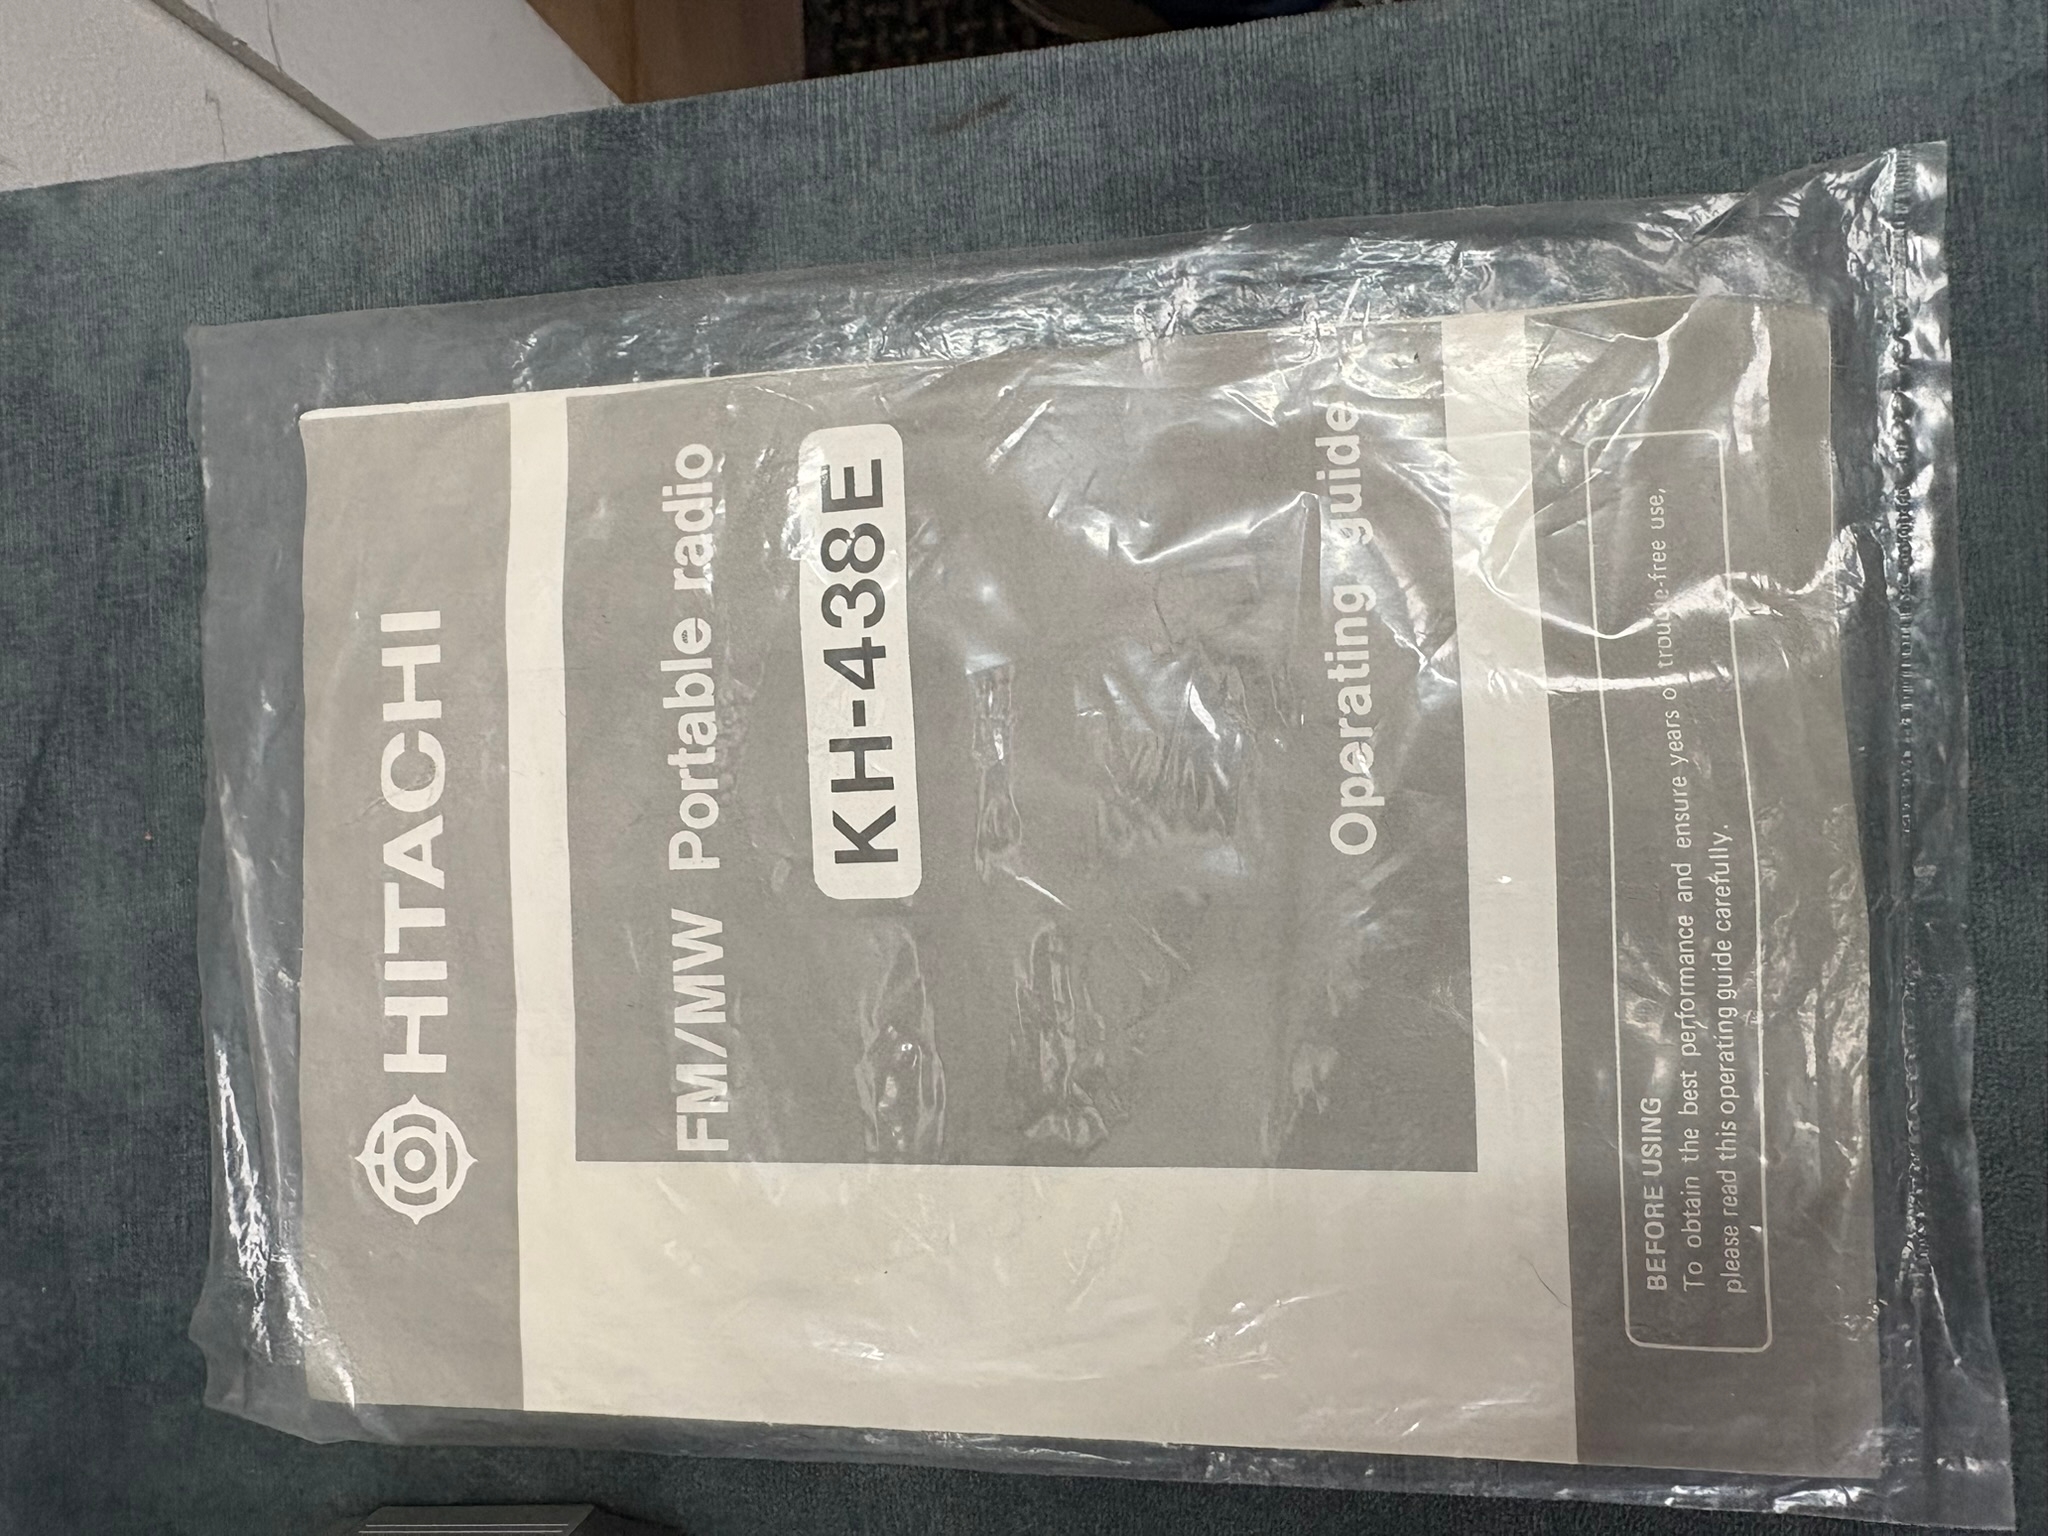 HITACHI
FM/MW Portable radio
KH-438E
Operating guide
BEFORE USING
To obtain the best performance and ensure years of trouble-free use,
please read this operating guide carefully.